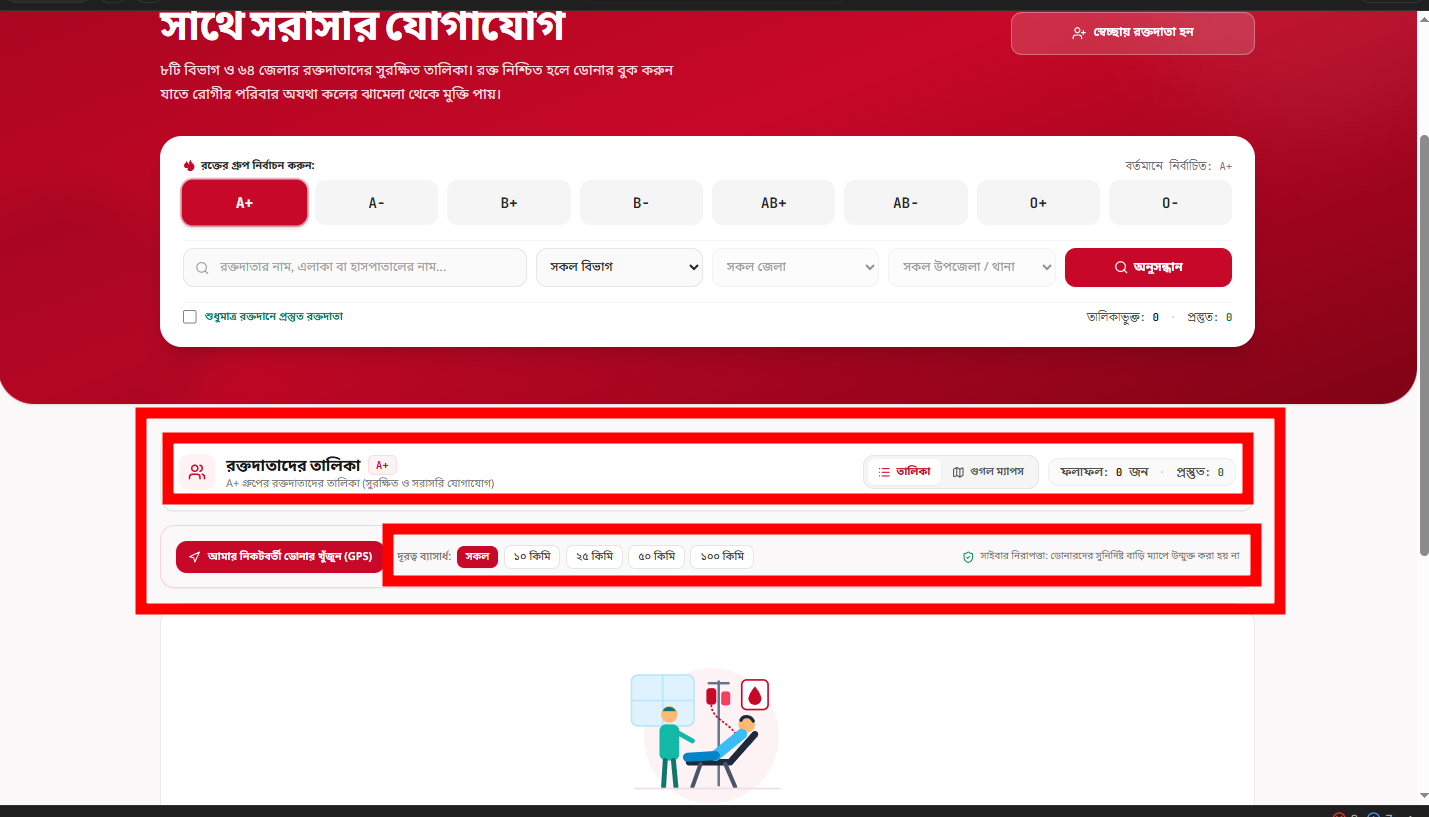 সাথে সরাসরি যোগাযোগ
স্বেচ্ছায় রক্তদাতা হন
৮টি বিভাগ ও ৬৪ জেলার রক্তদাতাদের সুরক্ষিত তালিকা। রক্ত নিশ্চিত হলে ডোনার বুক করুন
যাতে রোগীর পরিবার অযথা কলের ঝামেলা থেকে মুক্তি পায়।
রক্তের গ্রুপ নির্বাচন করুন:
বর্তমানে নির্বাচিত: A+
A+ A- B+ B- AB+ AB- O+ O-
রক্তদাতার নাম, এলাকা বা হাসপাতালের নাম... সকল বিভাগ সকল জেলা সকল উপজেলা / থানা অনুসন্ধান
শুধুমাত্র রক্তদানে প্রস্তুত রক্তদাতা
তালিকাভুক্ত: 0 · প্রস্তুত: 0
রক্তদাতাদের তালিকা A+
A+ গ্রুপের রক্তদাতাদের তালিকা (সুরক্ষিত ও সরাসরি যোগাযোগ)
তালিকা গুগল ম্যাপস ফলাফল: 0 জন · প্রস্তুত: 0
আমার নিকটবর্তী ডোনার খুঁজুন (GPS) দূরত্ব ব্যাসার্ধ: সকল ১০ কিমি ২৫ কিমি ৫০ কিমি ১০০ কিমি সাইবার নিরাপত্তা: ডোনারদের সুনির্দিষ্ট বাড়ি ম্যাপে উন্মুক্ত করা হয় না